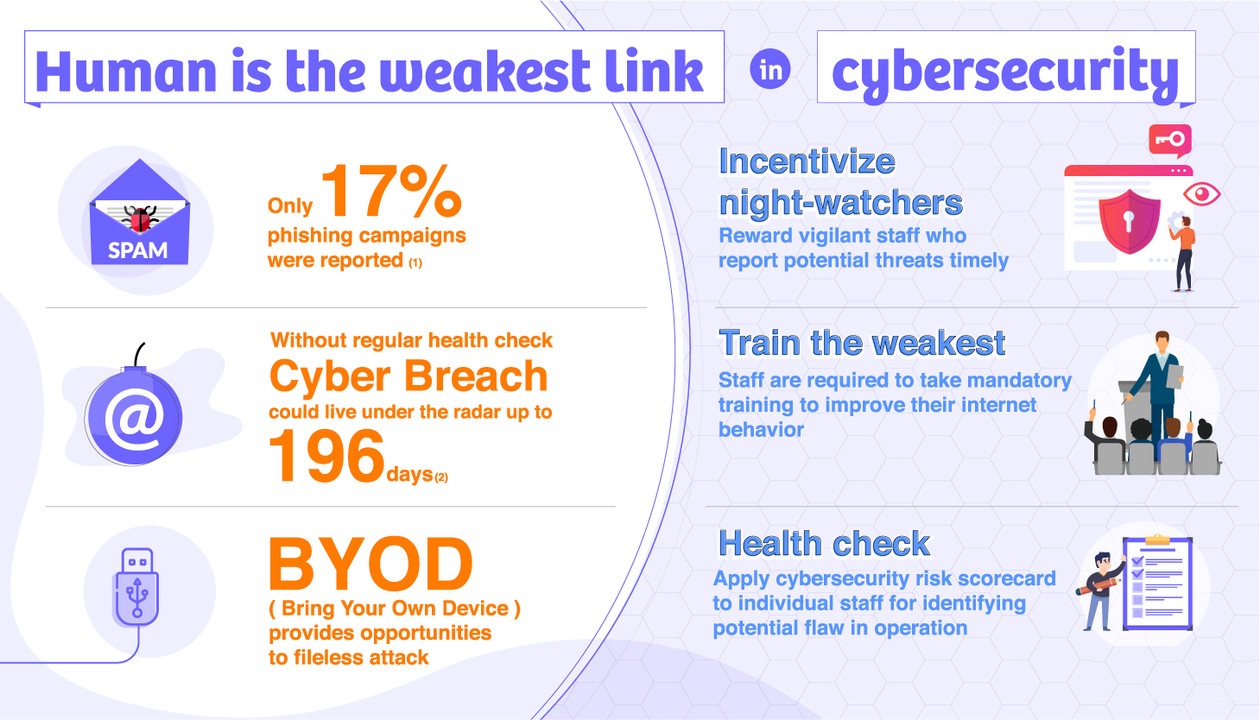 Human is the weakest link in cybersecurity
SPAM
Only 17%
phishing campaigns
were reported (1)
Without regular health check
Cyber Breach
could live under the radar up to
196 days(2)
BYOD
( Bring Your Own Device )
provides opportunities
to fileless attack
Incentivize
night-watchers
Reward vigilant staff who
report potential threats timely
Train the weakest
Staff are required to take mandatory
training to improve their internet
behavior
Health check
Apply cybersecurity risk scorecard
to individual staff for identifying
potential flaw in operation